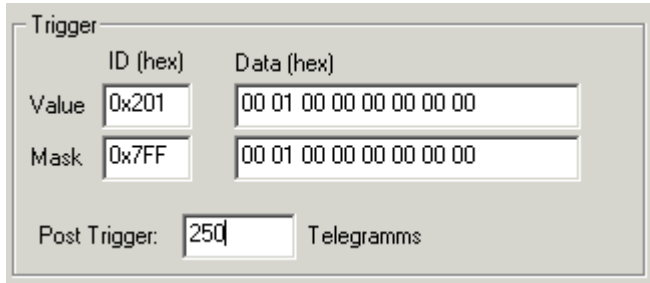 Trigger
ID (hex) Data (hex)
Value 0x201 00 01 00 00 00 00 00 00
Mask 0x7FF 00 01 00 00 00 00 00 00
Post Trigger: 250 Telegramms